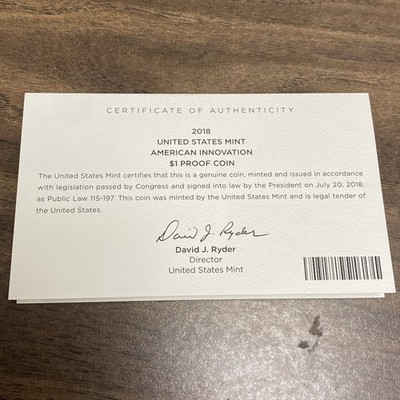 CERTIFICATE OF AUTHENTICITY
2018
UNITED STATES MINT
AMERICAN INNOVATION
$1 PROOF COIN
The United States Mint certifies that this is a genuine coin, minted and issued in accordance
with legislation passed by Congress and signed into law by the President on July 20, 2018,
as Public Law 115-197. This coin was minted by the United States Mint and is legal tender of
the United States.
David J. Ryder
David J. Ryder
Director
United States Mint